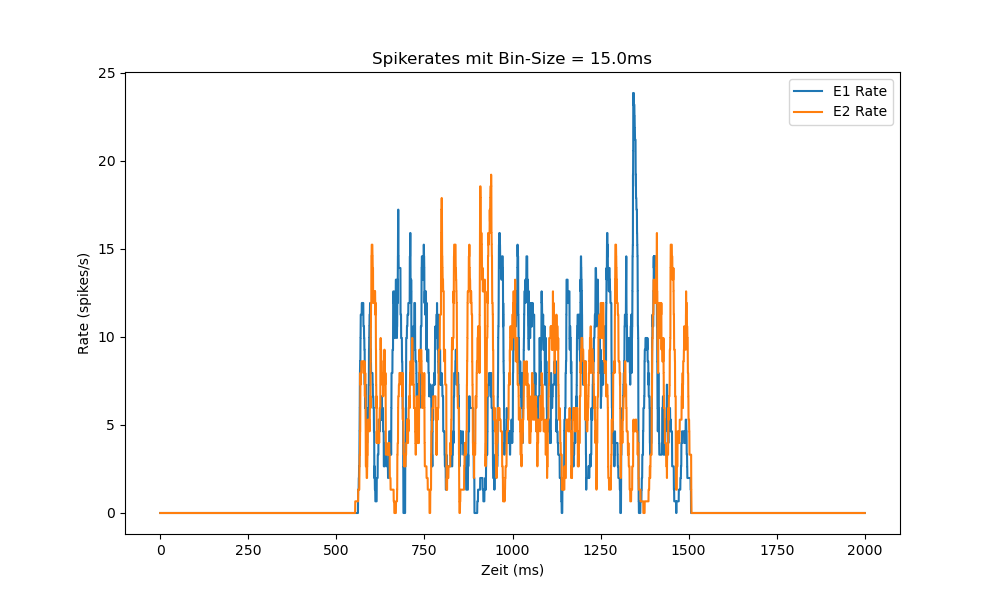 Spikerates mit Bin-Size = 15.0ms
E1 Rate
E2 Rate
Rate (spikes/s)
25
20
15
10
5
0
0 250 500 750 1000 1250 1500 1750 2000
Zeit (ms)